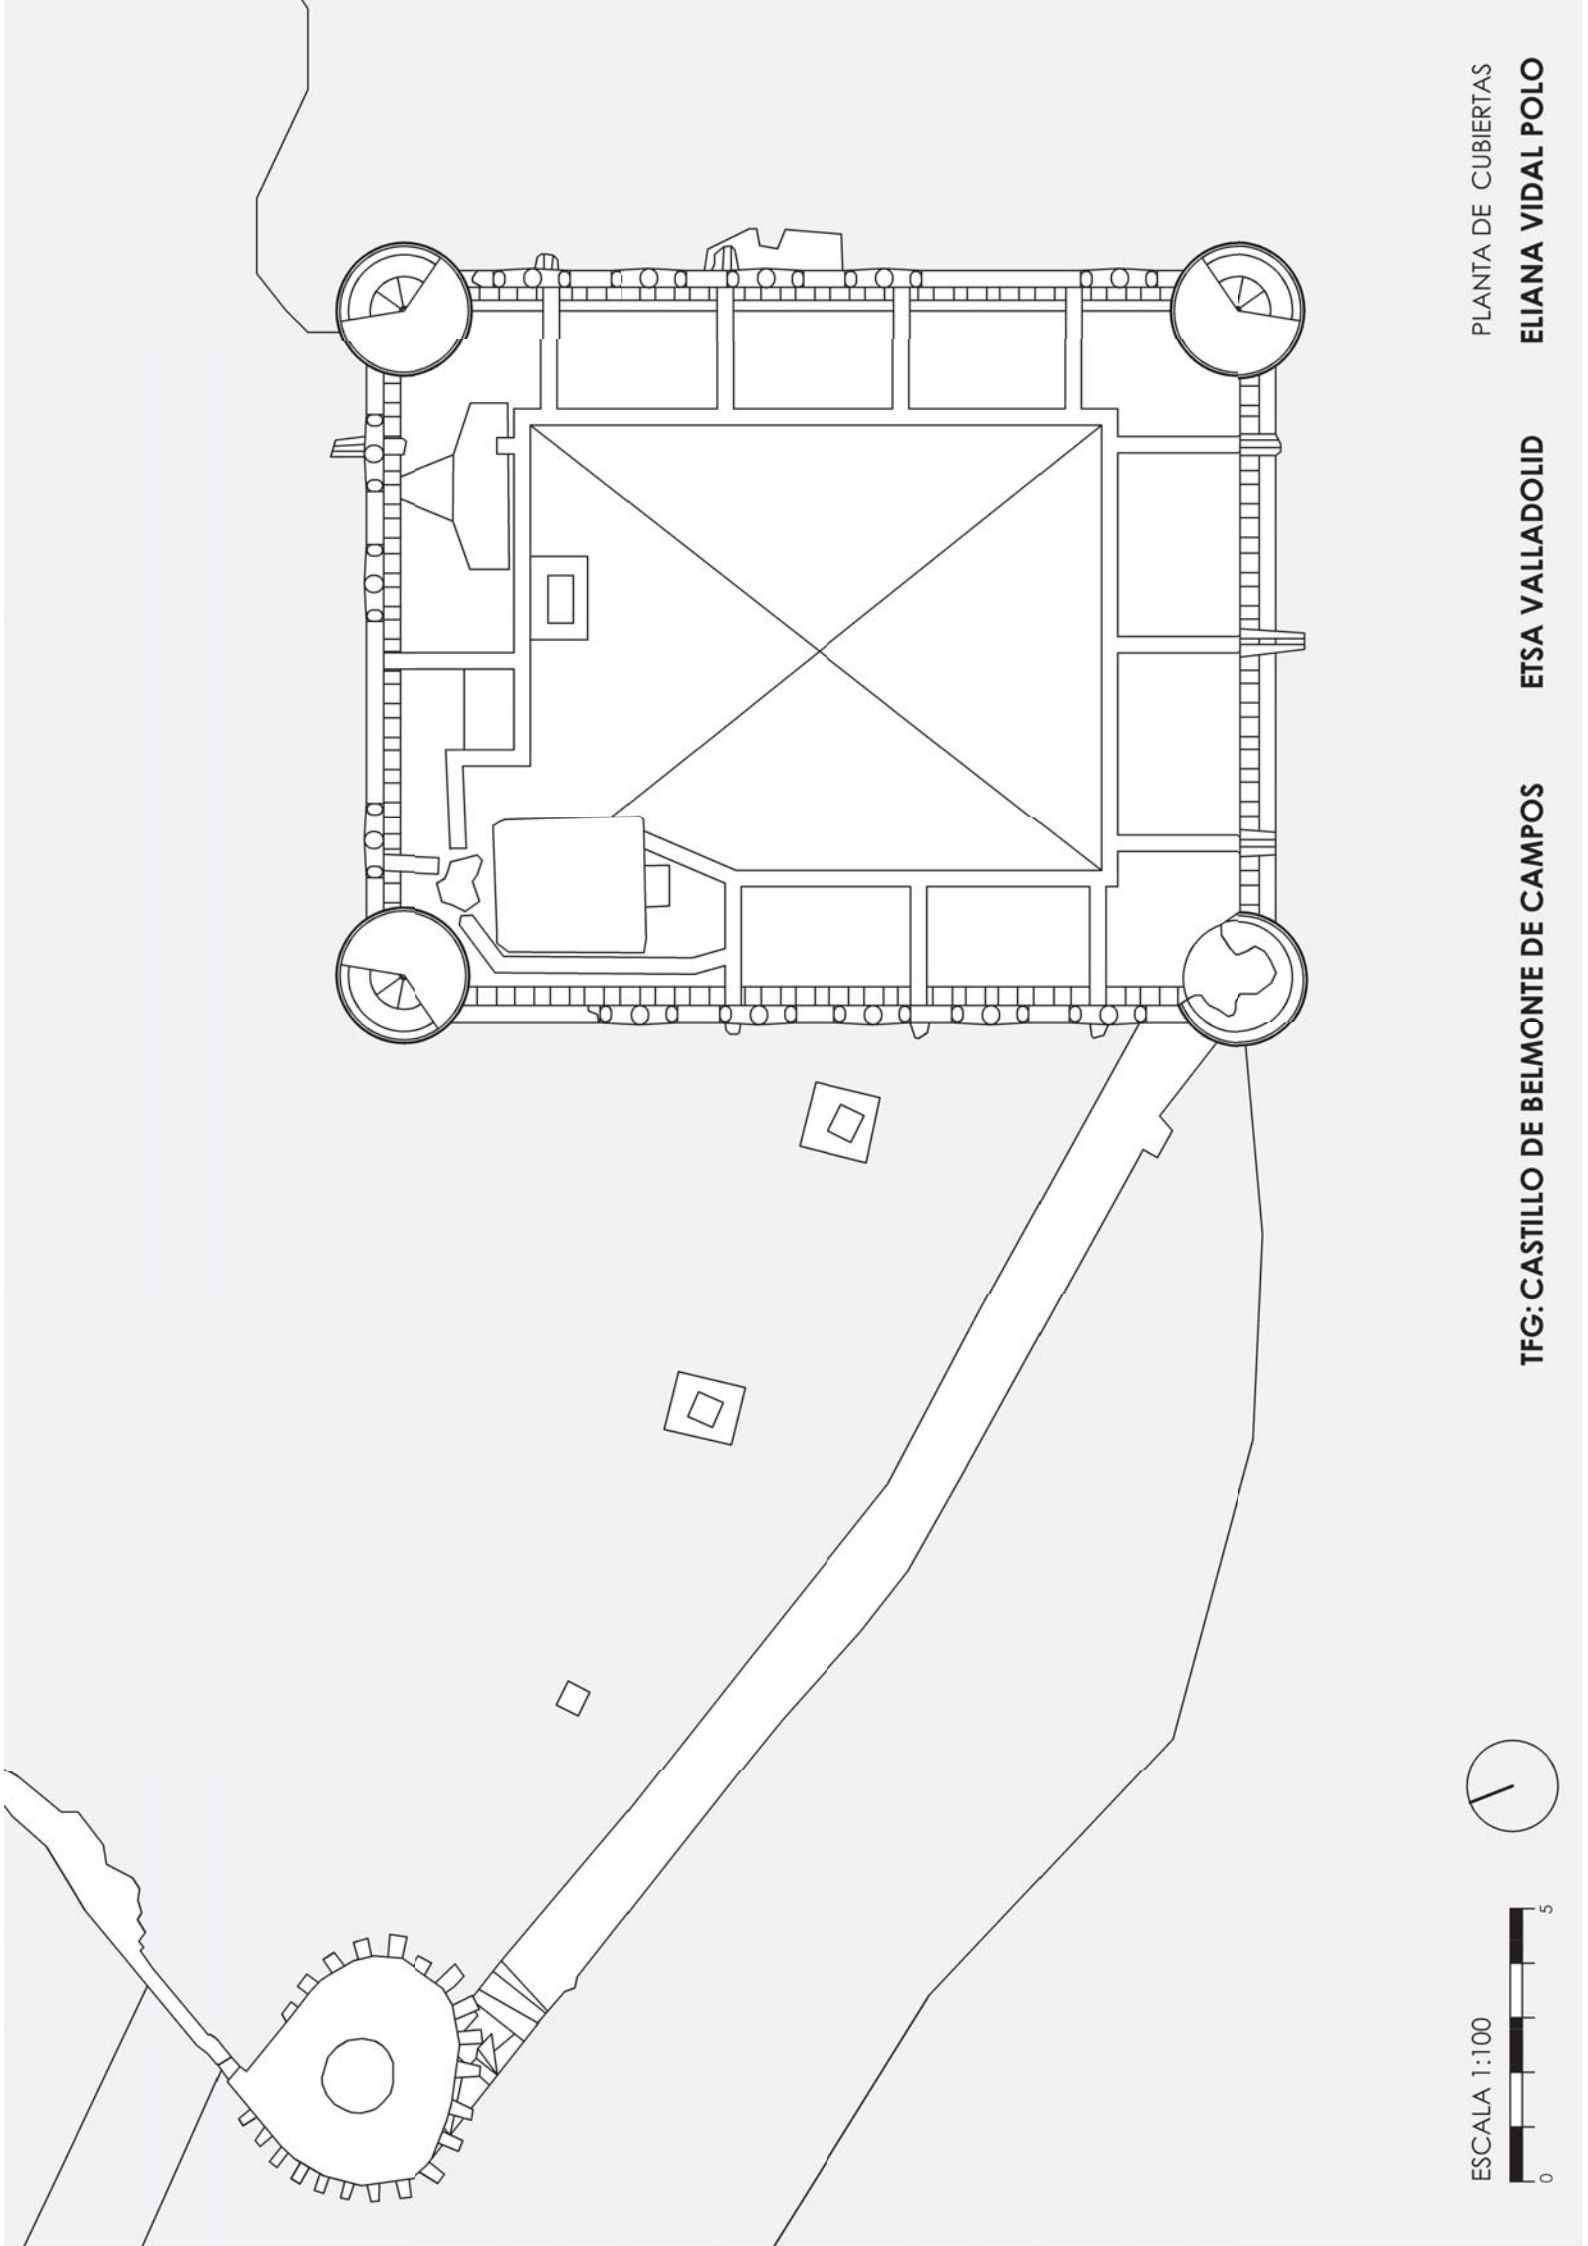 ESCALA 1:100
0 5
PLANTA DE CUBIERTAS
TFG: CASTILLO DE BELMONTE DE CAMPOS ETSA VALLADOLID ELIANA VIDAL POLO